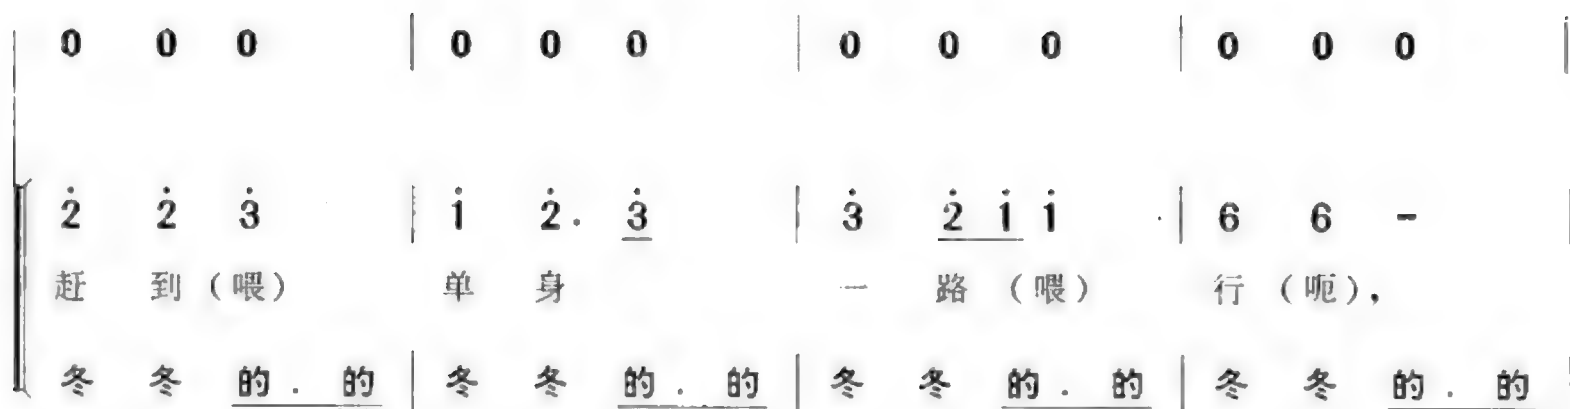 0 0 0 | 0 0 0 | 0 0 0 | 0 0 0 |
2̇ 2̇ 3̇ | 1̇ 2̇. 3̇ | 3̇ 2̇ 1̇ 1̇ | 6 6 - |
赶 到（喂） 单 身 一 路（喂） 行（呃），
冬 冬 的. 的 | 冬 冬 的. 的 | 冬 冬 的. 的 | 冬 冬 的. 的